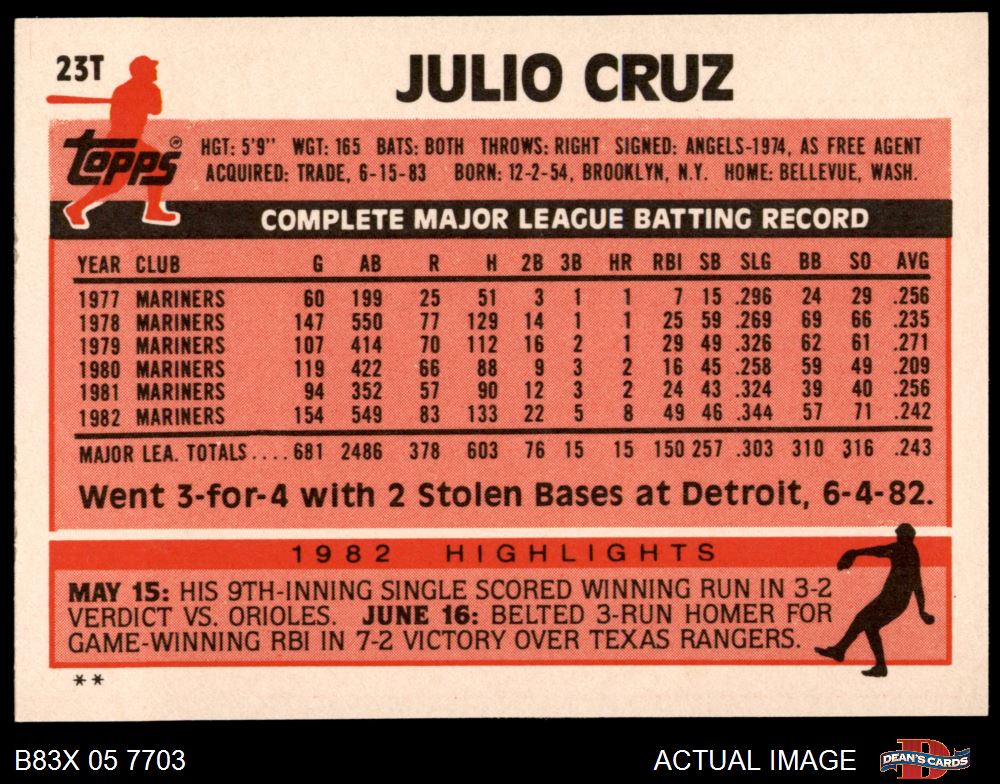 23T
JULIO CRUZ
topps
HGT: 5'9" WGT: 165 BATS: BOTH THROWS: RIGHT SIGNED: ANGELS-1974, AS FREE AGENT
ACQUIRED: TRADE, 6-15-83 BORN: 12-2-54, BROOKLYN, N.Y. HOME: BELLEVUE, WASH.
COMPLETE MAJOR LEAGUE BATTING RECORD
YEAR CLUB G AB R H 2B 3B HR RBI SB SLG BB SO AVG
1977 MARINERS 60 199 25 51 3 1 1 7 15 .296 24 29 .256
1978 MARINERS 147 550 77 129 14 1 1 25 59 .269 69 66 .235
1979 MARINERS 107 414 70 112 16 2 1 29 49 .326 62 61 .271
1980 MARINERS 119 422 66 88 9 3 2 16 45 .258 59 49 .209
1981 MARINERS 94 352 57 90 12 3 2 24 43 .324 39 40 .256
1982 MARINERS 154 549 83 133 22 5 8 49 46 .344 57 71 .242
MAJOR LEA. TOTALS.... 681 2486 378 603 76 15 15 150 257 .303 310 316 .243
Went 3-for-4 with 2 Stolen Bases at Detroit, 6-4-82.
1982 HIGHLIGHTS
MAY 15: HIS 9TH-INNING SINGLE SCORED WINNING RUN IN 3-2
VERDICT VS. ORIOLES. JUNE 16: BELTED 3-RUN HOMER FOR
GAME-WINNING RBI IN 7-2 VICTORY OVER TEXAS RANGERS.
**
B83X 05 7703 ACTUAL IMAGE DEAN'S CARDS